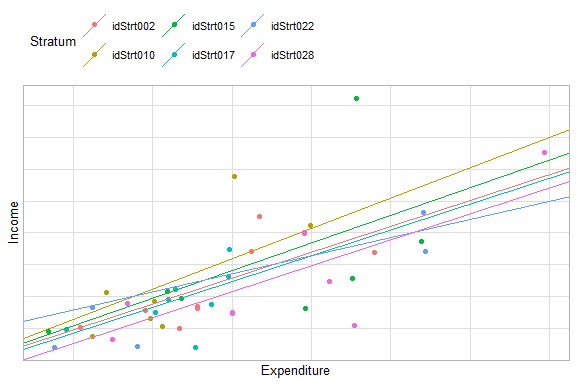 Stratum
idStrt002 idStrt015 idStrt022
idStrt010 idStrt017 idStrt028
Income
Expenditure